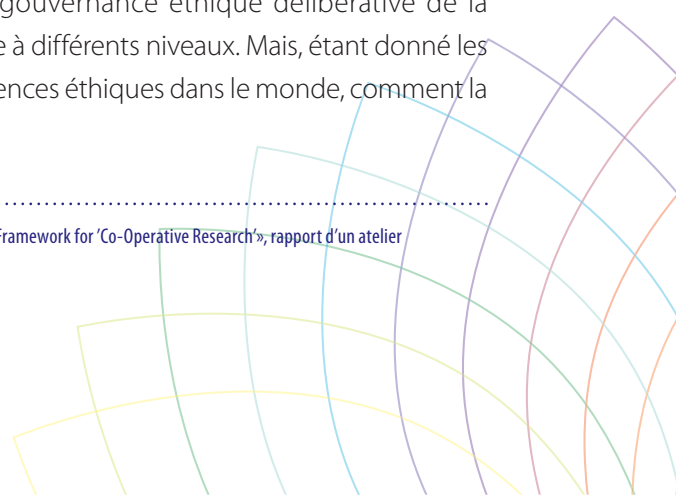 gouvernance éthique délibérative de la
e à différents niveaux. Mais, étant donné les
ences éthiques dans le monde, comment la
Framework for ’Co-Operative Research’», rapport d’un atelier